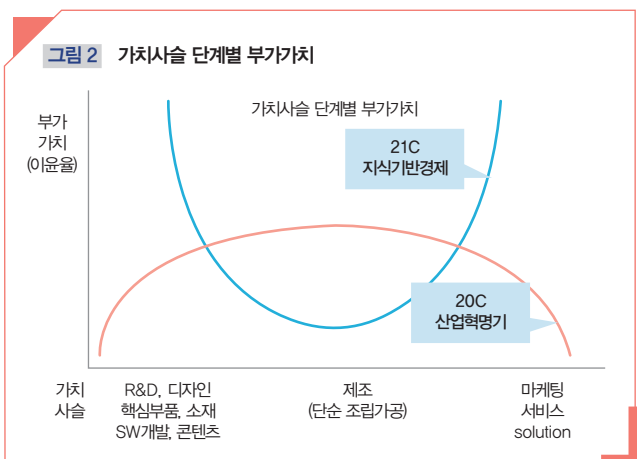 그림 2 가치사슬 단계별 부가가치
부가
가치
(이윤율)
가치사슬 단계별 부가가치
21C
지식기반경제
20C
산업혁명기
가치
사슬
R&D, 디자인
핵심부품, 소재
SW개발, 콘텐츠
제조
(단순 조립가공)
마케팅
서비스
solution